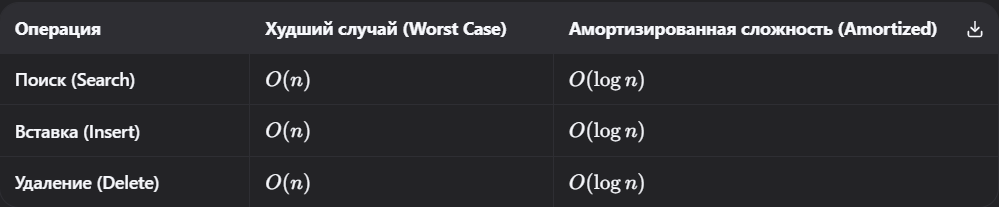 Операция Худший случай (Worst Case) Амортизированная сложность (Amortized)
Поиск (Search) O(n) O(log n)
Вставка (Insert) O(n) O(log n)
Удаление (Delete) O(n) O(log n)